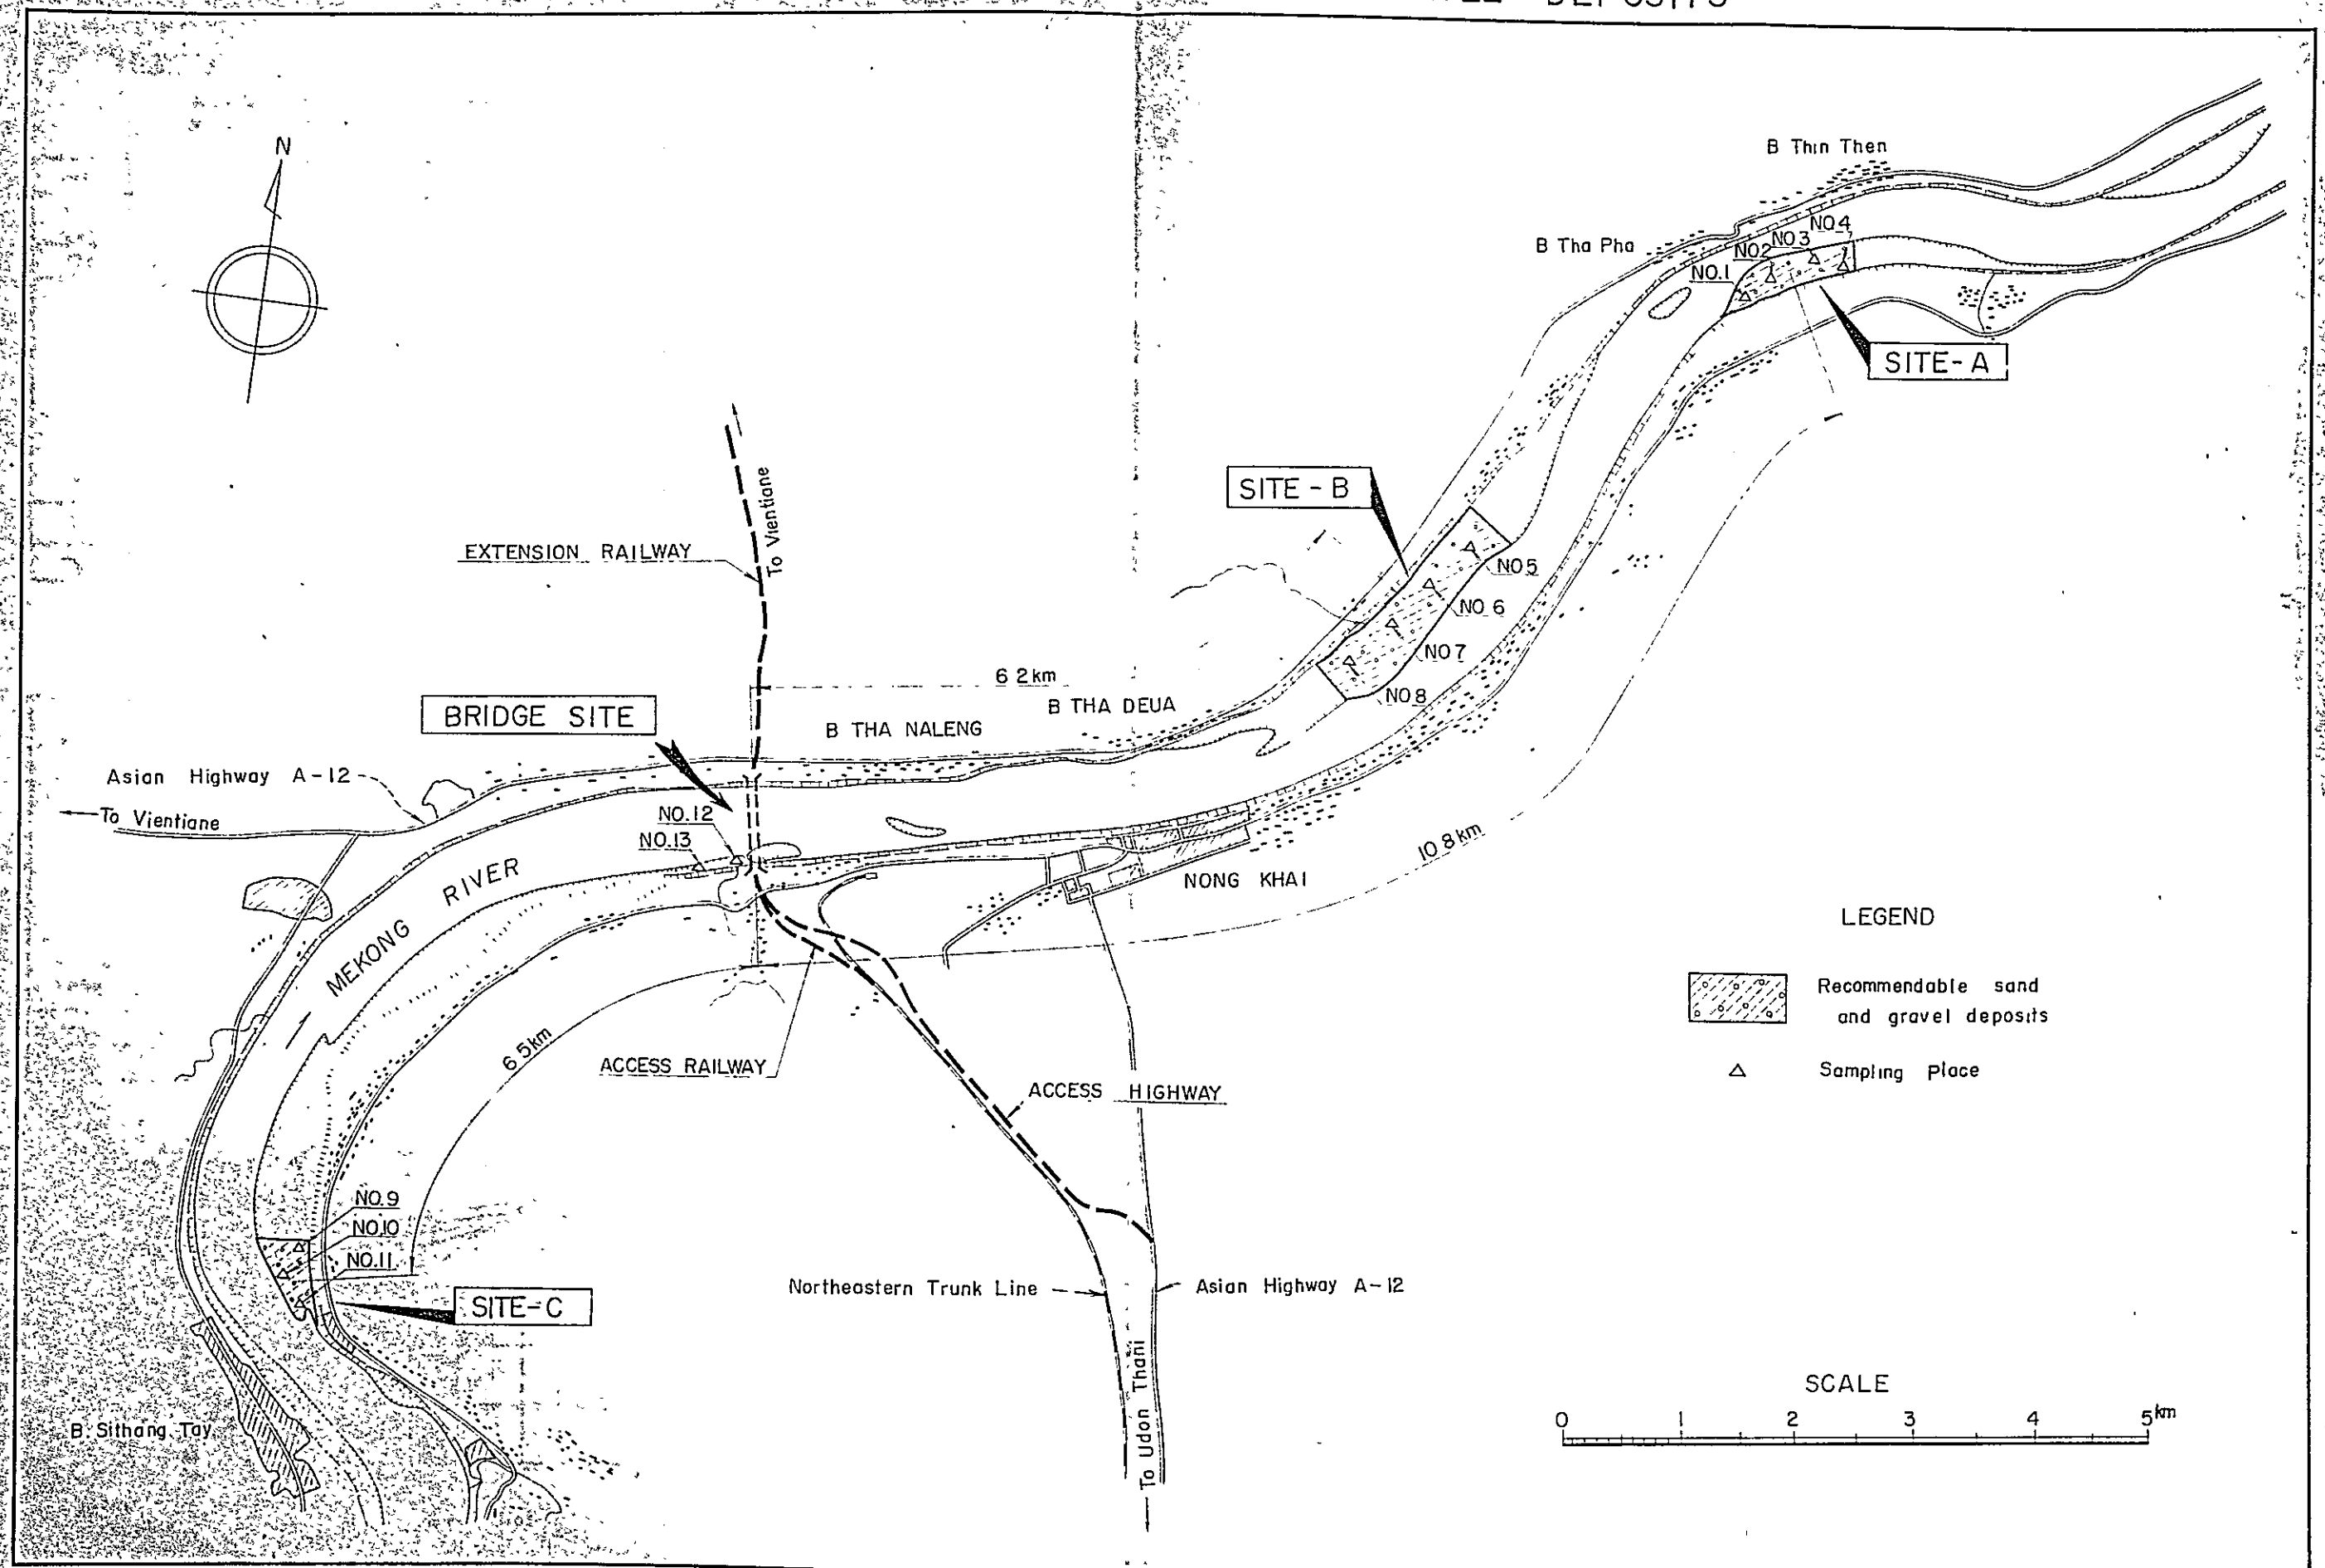 DEPOSITS
N
B Thin Then
B Tha Pha
NO.1
NO.2
NO.3
NO.4
SITE-A
SITE-B
NO.5
NO.6
NO.7
NO.8
To Vientiane
EXTENSION RAILWAY
6 2km
BRIDGE SITE
B THA NALENG
B THA DEUA
Asian Highway A-12
To Vientiane
NO.12
NO.13
MEKONG RIVER
NONG KHAI
10 8km
LEGEND
Recommendable sand
and gravel deposits
Sampling Place
6 5km
ACCESS RAILWAY
ACCESS HIGHWAY
NO.9
NO.10
NO.11
SITE-C
Northeastern Trunk Line
Asian Highway A-12
To Udon Thani
B. Sithang Tay
SCALE
0 1 2 3 4 5km